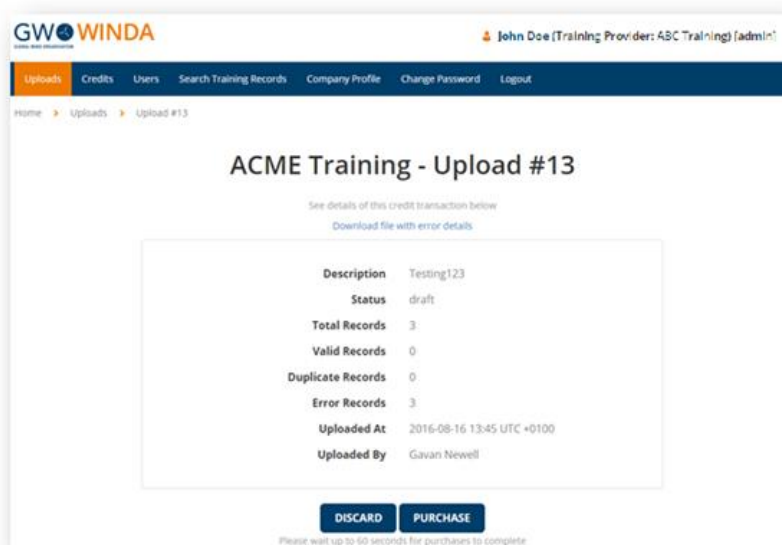 GWO WINDA
GLOBAL WIND ORGANISATION
John Doe (Training Provider: ABC Training) [admin]
Uploads Credits Users Search Training Records Company Profile Change Password Logout
Home > Uploads > Upload #13
ACME Training - Upload #13
See details of this credit transaction below
Download file with error details
Description Testing123
Status draft
Total Records 3
Valid Records 0
Duplicate Records 0
Error Records 3
Uploaded At 2016-08-16 13:45 UTC +0100
Uploaded By Gavan Newell
DISCARD PURCHASE
Please wait up to 60 seconds for purchases to complete